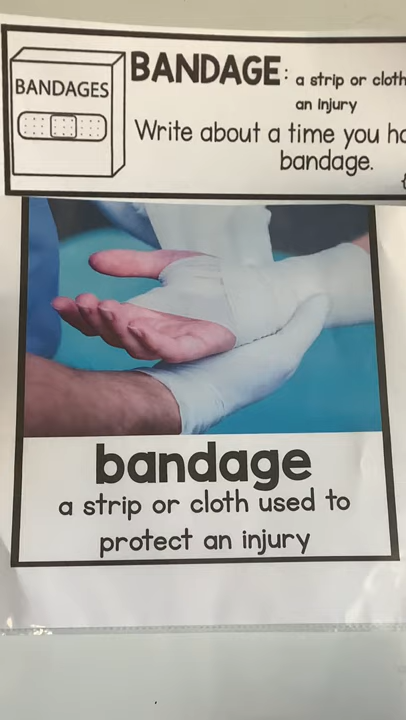 BANDAGES
BANDAGE: a strip or cloth
an injury
Write about a time you ha
bandage.
bandage
a strip or cloth used to
protect an injury